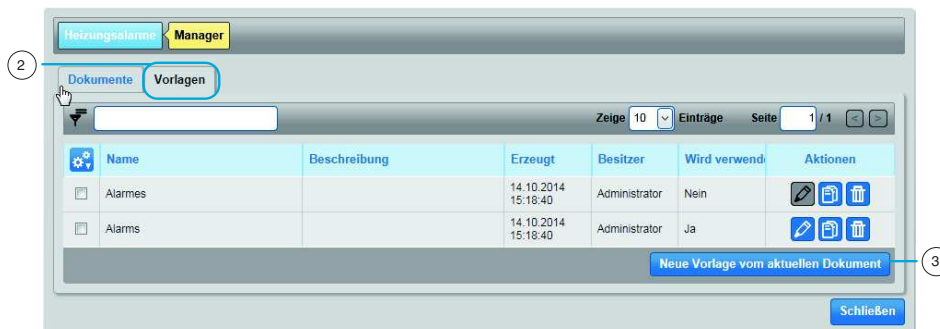 Heizungsalarme Manager
2
Dokumente Vorlagen
Zeige 10 Einträge Seite 1 / 1 < >
Name Beschreibung Erzeugt Besitzer Wird verwend Aktionen
Alarmes 14.10.2014 15:18:40 Administrator Nein
Alarms 14.10.2014 15:18:40 Administrator Ja
Neue Vorlage vom aktuellen Dokument
3
Schließen